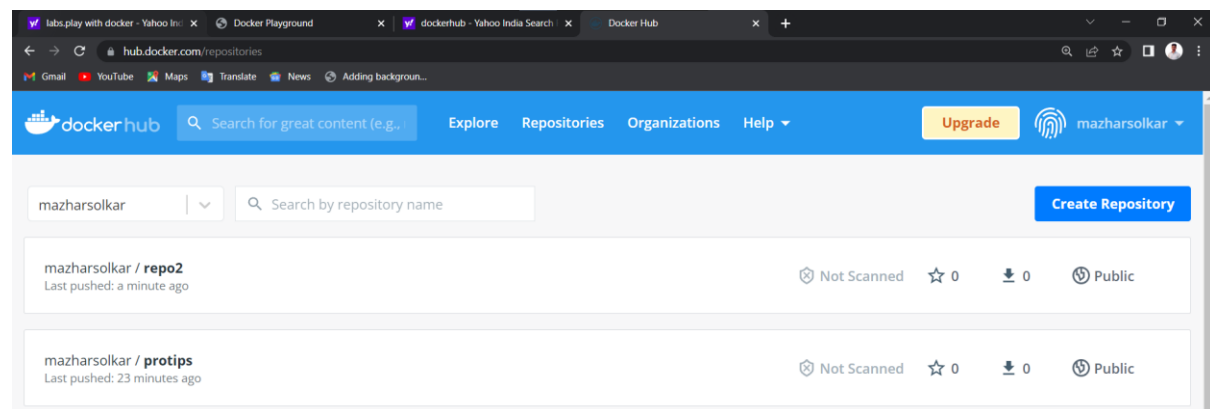 labs.play with docker - Yahoo Ind
Docker Playground
dockerhub - Yahoo India Search
Docker Hub
hub.docker.com/repositories
Gmail YouTube Maps Translate News Adding backgroun...
dockerhub
Search for great content (e.g.,
Explore Repositories Organizations Help
Upgrade
mazharsolkar
mazharsolkar
Search by repository name
Create Repository
mazharsolkar / repo2
Last pushed: a minute ago
Not Scanned 0 0 Public
mazharsolkar / protips
Last pushed: 23 minutes ago
Not Scanned 0 0 Public